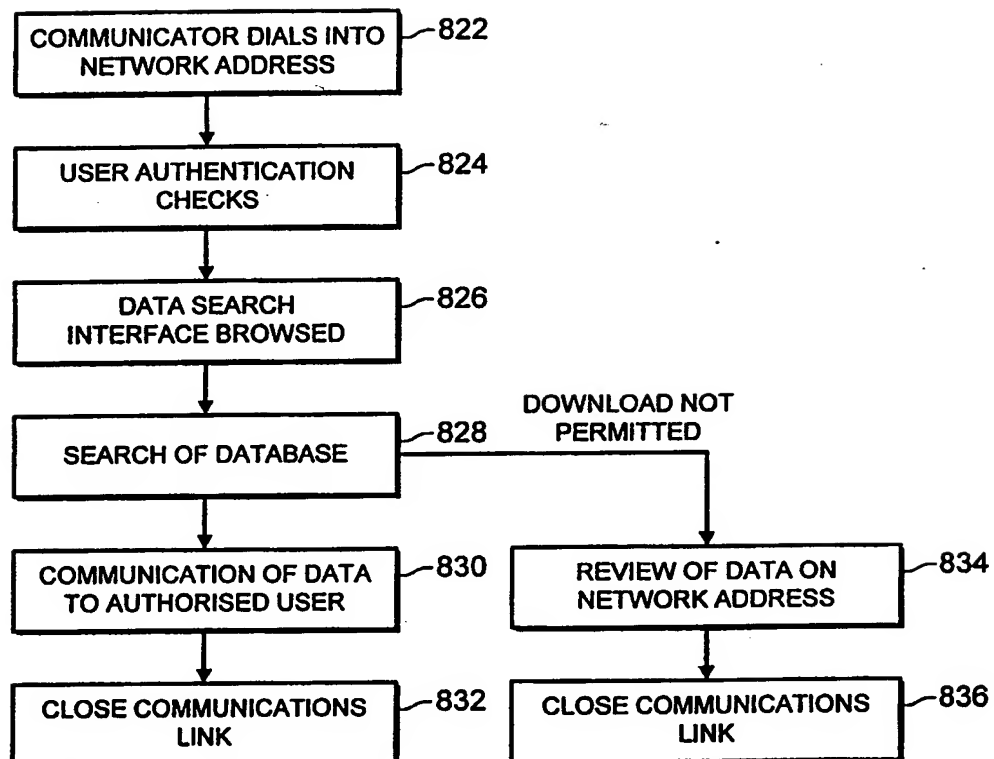 COMMUNICATOR DIALS INTO
NETWORK ADDRESS
822
USER AUTHENTICATION
CHECKS
824
DATA SEARCH
INTERFACE BROWSED
826
SEARCH OF DATABASE
828
DOWNLOAD NOT
PERMITTED
COMMUNICATION OF DATA
TO AUTHORISED USER
830
REVIEW OF DATA ON
NETWORK ADDRESS
834
CLOSE COMMUNICATIONS
LINK
832
CLOSE COMMUNICATIONS
LINK
836